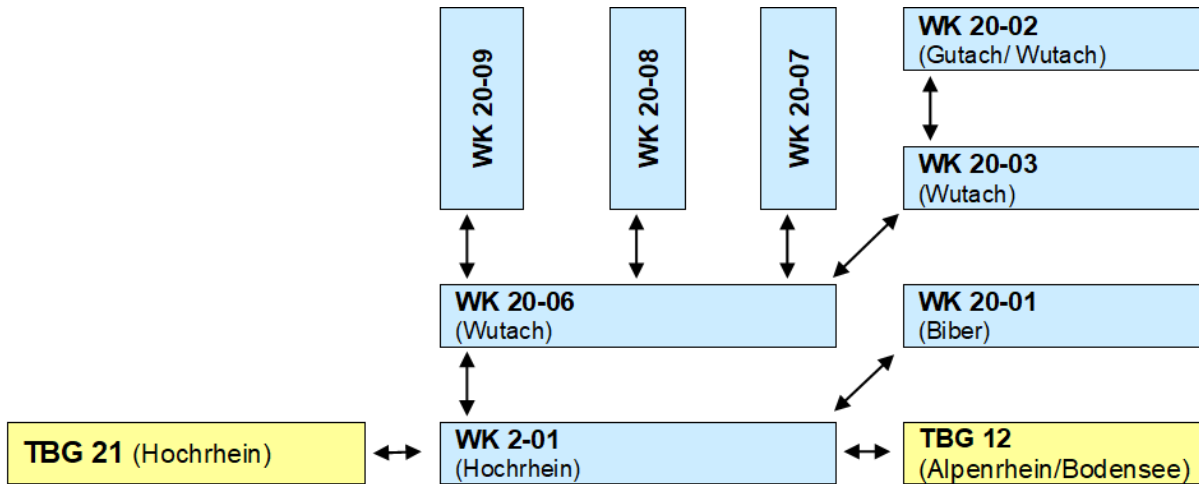 WK 20-09
WK 20-08
WK 20-07
WK 20-02
(Gutach/ Wutach)
WK 20-03
(Wutach)
WK 20-06
(Wutach)
WK 20-01
(Biber)
TBG 21 (Hochrhein)
WK 2-01
(Hochrhein)
TBG 12
(Alpenrhein/Bodensee)